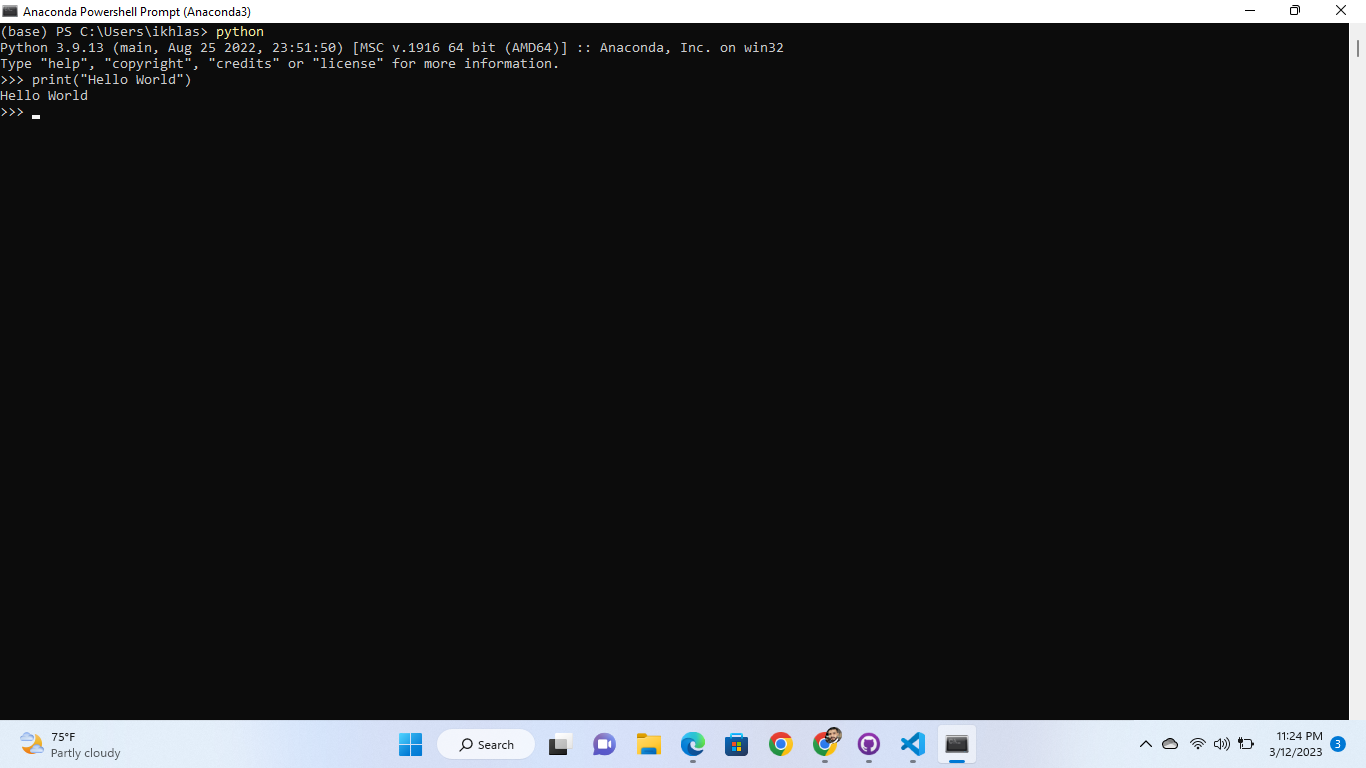 Anaconda Powershell Prompt (Anaconda3)
(base) PS C:\Users\ikhlas> python
Python 3.9.13 (main, Aug 25 2022, 23:51:50) [MSC v.1916 64 bit (AMD64)] :: Anaconda, Inc. on win32
Type "help", "copyright", "credits" or "license" for more information.
>>> print("Hello World")
Hello World
>>>
75°F
Partly cloudy
Search
11:24 PM
3/12/2023
3